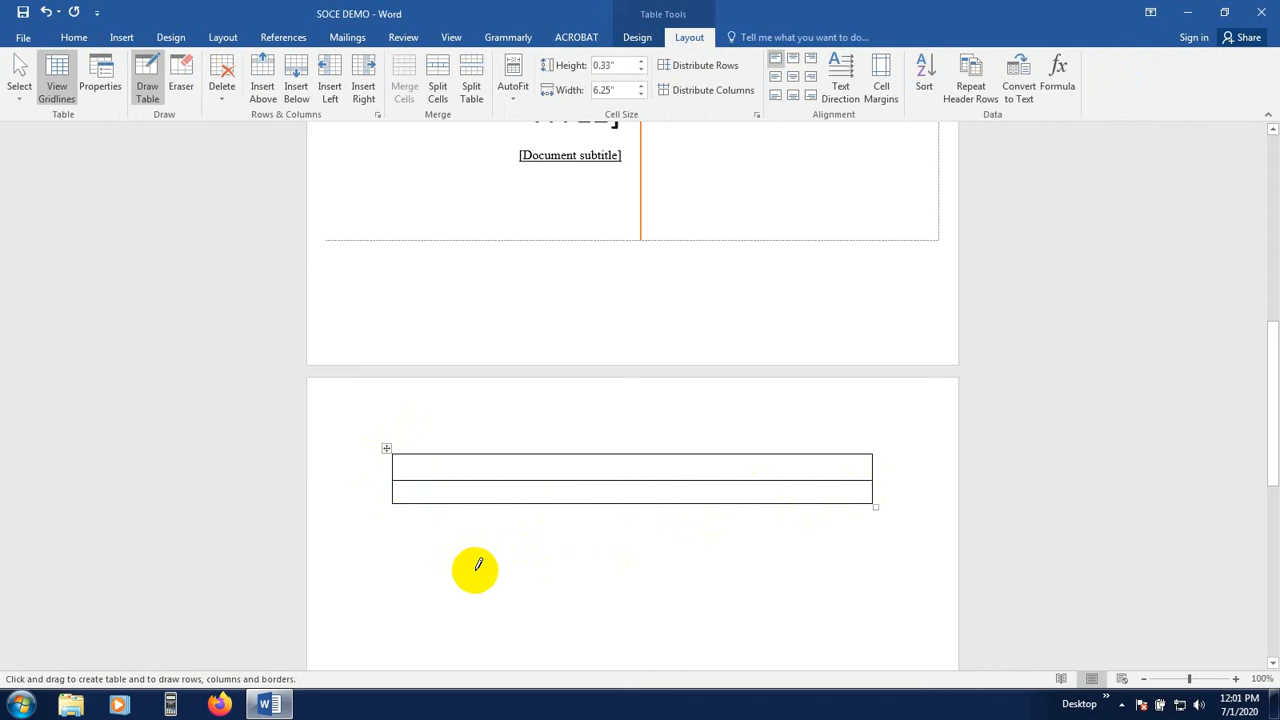 SOCE DEMO - Word
Table Tools
File Home Insert Design Layout References Mailings Review View Grammarly ACROBAT Design Layout Tell me what you want to do... Sign in Share
Select
View Gridlines
Properties
Draw Table
Eraser
Delete
Insert Above
Insert Below
Insert Left
Insert Right
Merge Cells
Split Cells
Split Table
AutoFit
Height: 0.33"
Width: 6.25"
Distribute Rows
Distribute Columns
Text Direction
Cell Margins
Sort
Repeat Header Rows
Convert to Text
fx
Formula
Table Draw Rows & Columns Merge Cell Size Alignment Data
[Document subtitle]
Click and drag to create table and to draw rows, columns and borders.
100%
Desktop
12:01 PM
7/1/2020